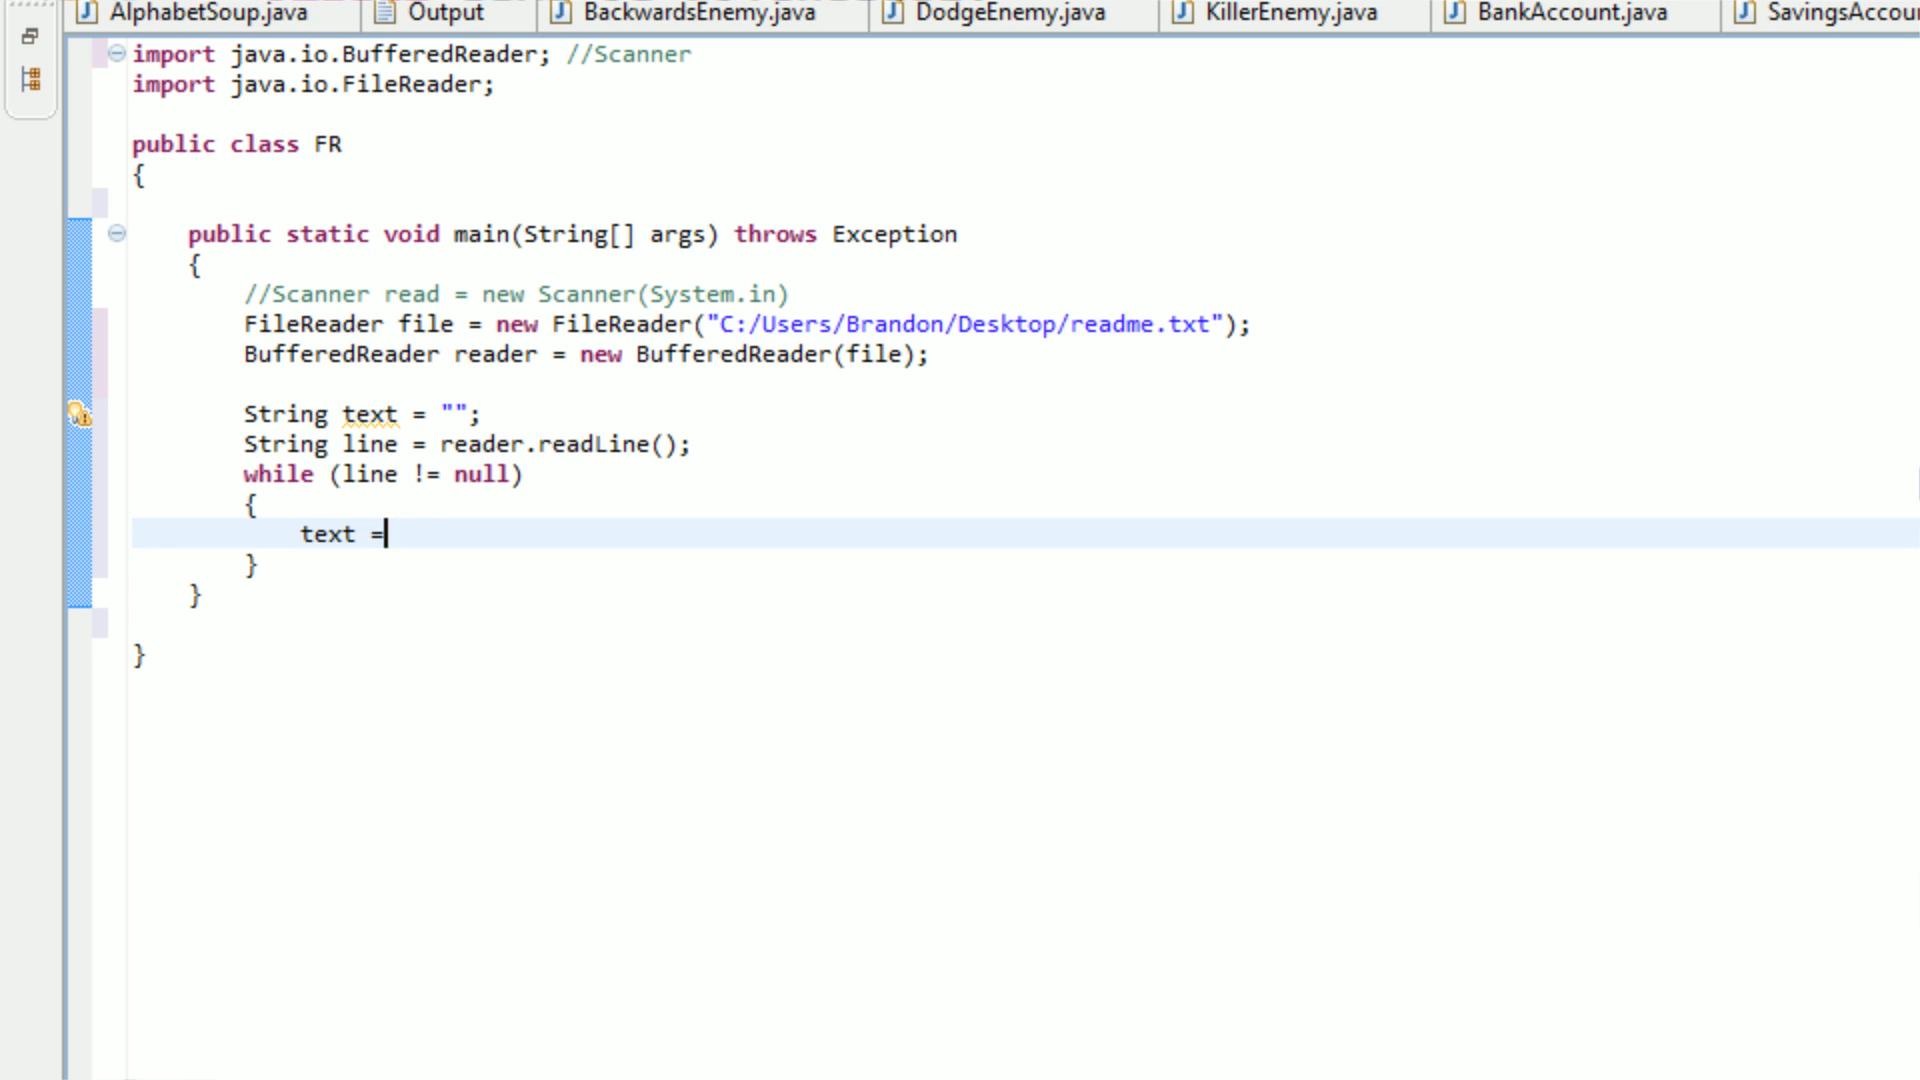 AlphabetSoup.java Output BackwardsEnemy.java DodgeEnemy.java KillerEnemy.java BankAccount.java SavingsAccou
import java.io.BufferedReader; //Scanner
import java.io.FileReader;
public class FR
{
public static void main(String[] args) throws Exception
{
//Scanner read = new Scanner(System.in)
FileReader file = new FileReader("C:/Users/Brandon/Desktop/readme.txt");
BufferedReader reader = new BufferedReader(file);
String text = "";
String line = reader.readLine();
while (line != null)
{
text =
}
}
}